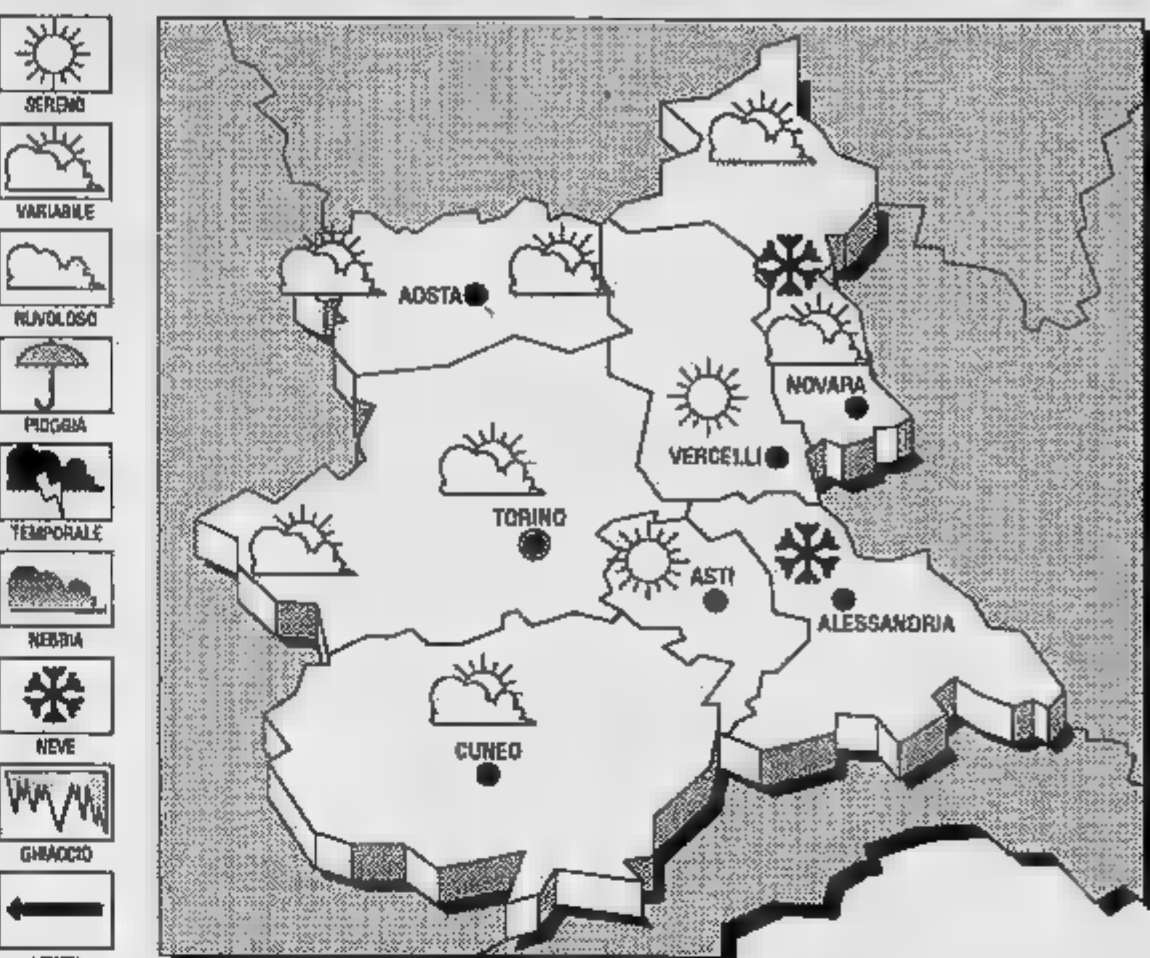 SERENO
VARIABILE
NUVOLOSO
PIOGGIA
TEMPORALE
NEBBIA
NEVE
GHIACCIO
AOSTA
NOVARA
VERCELLI
TORINO
ASTI
ALESSANDRIA
CUNEO